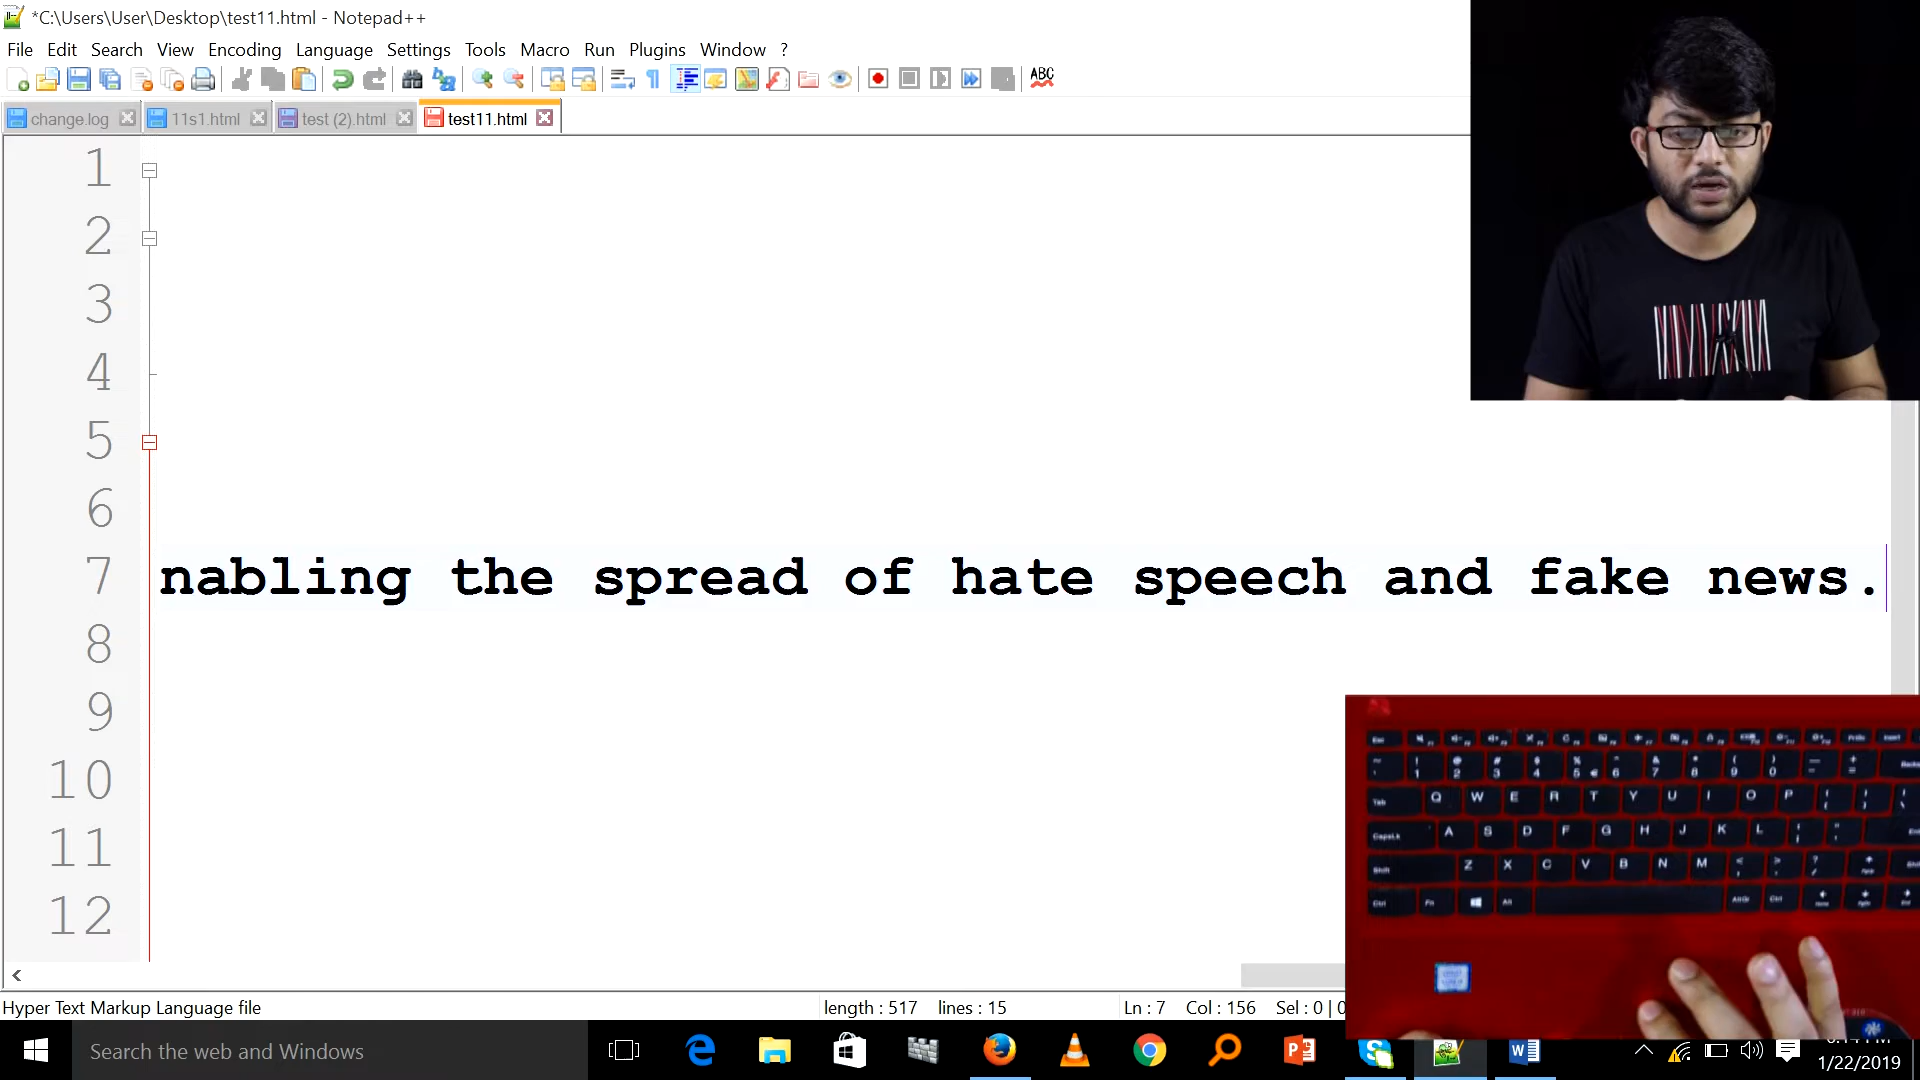 *C:\Users\User\Desktop\test11.html - Notepad++
File Edit Search View Encoding Language Settings Tools Macro Run Plugins Window ?
ABC
change.log 11s1.html test (2).html test11.html
1
2
3
4
5
6
7 nabling the spread of hate speech and fake news.
8
9
10
11
12
Hyper Text Markup Language file length : 517 lines : 15 Ln : 7 Col : 156 Sel : 0 | 0
Q W E R T Y U I O P
A S D F G H J K L
Z X C V B N M
Search the web and Windows
1/22/2019